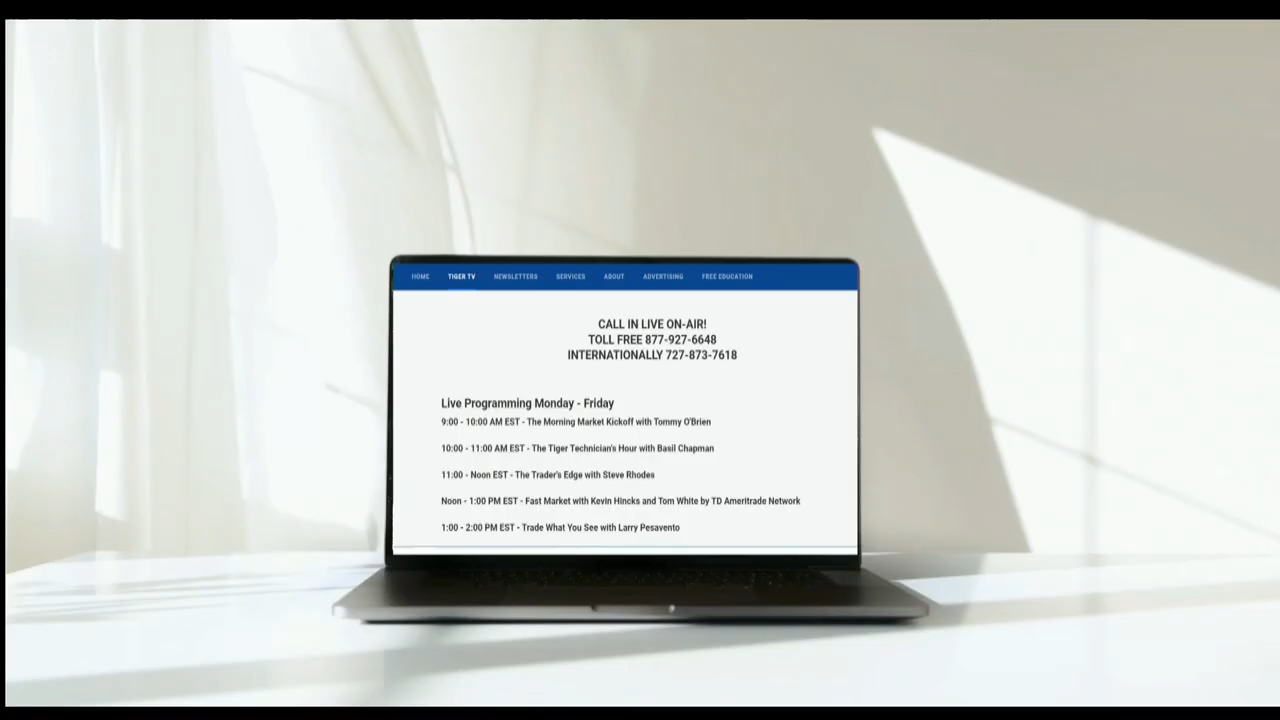 HOME TIGER TV NEWSLETTERS SERVICES ABOUT ADVERTISING FREE EDUCATION
CALL IN LIVE ON-AIR!
TOLL FREE 877-927-6648
INTERNATIONALLY 727-873-7618
Live Programming Monday - Friday
9:00 - 10:00 AM EST - The Morning Market Kickoff with Tommy O'Brien
10:00 - 11:00 AM EST - The Tiger Technician's Hour with Basil Chapman
11:00 - Noon EST - The Trader's Edge with Steve Rhodes
Noon - 1:00 PM EST - Fast Market with Kevin Hincks and Tom White by TD Ameritrade Network
1:00 - 2:00 PM EST - Trade What You See with Larry Pesavento